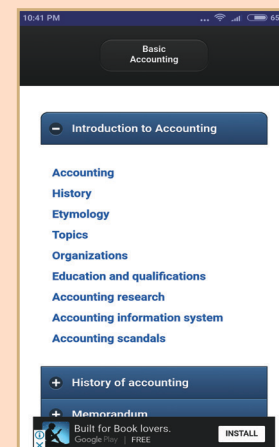 10:41 PM ... 65
Basic
Accounting
Introduction to Accounting
Accounting
History
Etymology
Topics
Organizations
Education and qualifications
Accounting research
Accounting information system
Accounting scandals
History of accounting
Memorandum
Built for Book lovers.
Google Play | FREE
INSTALL